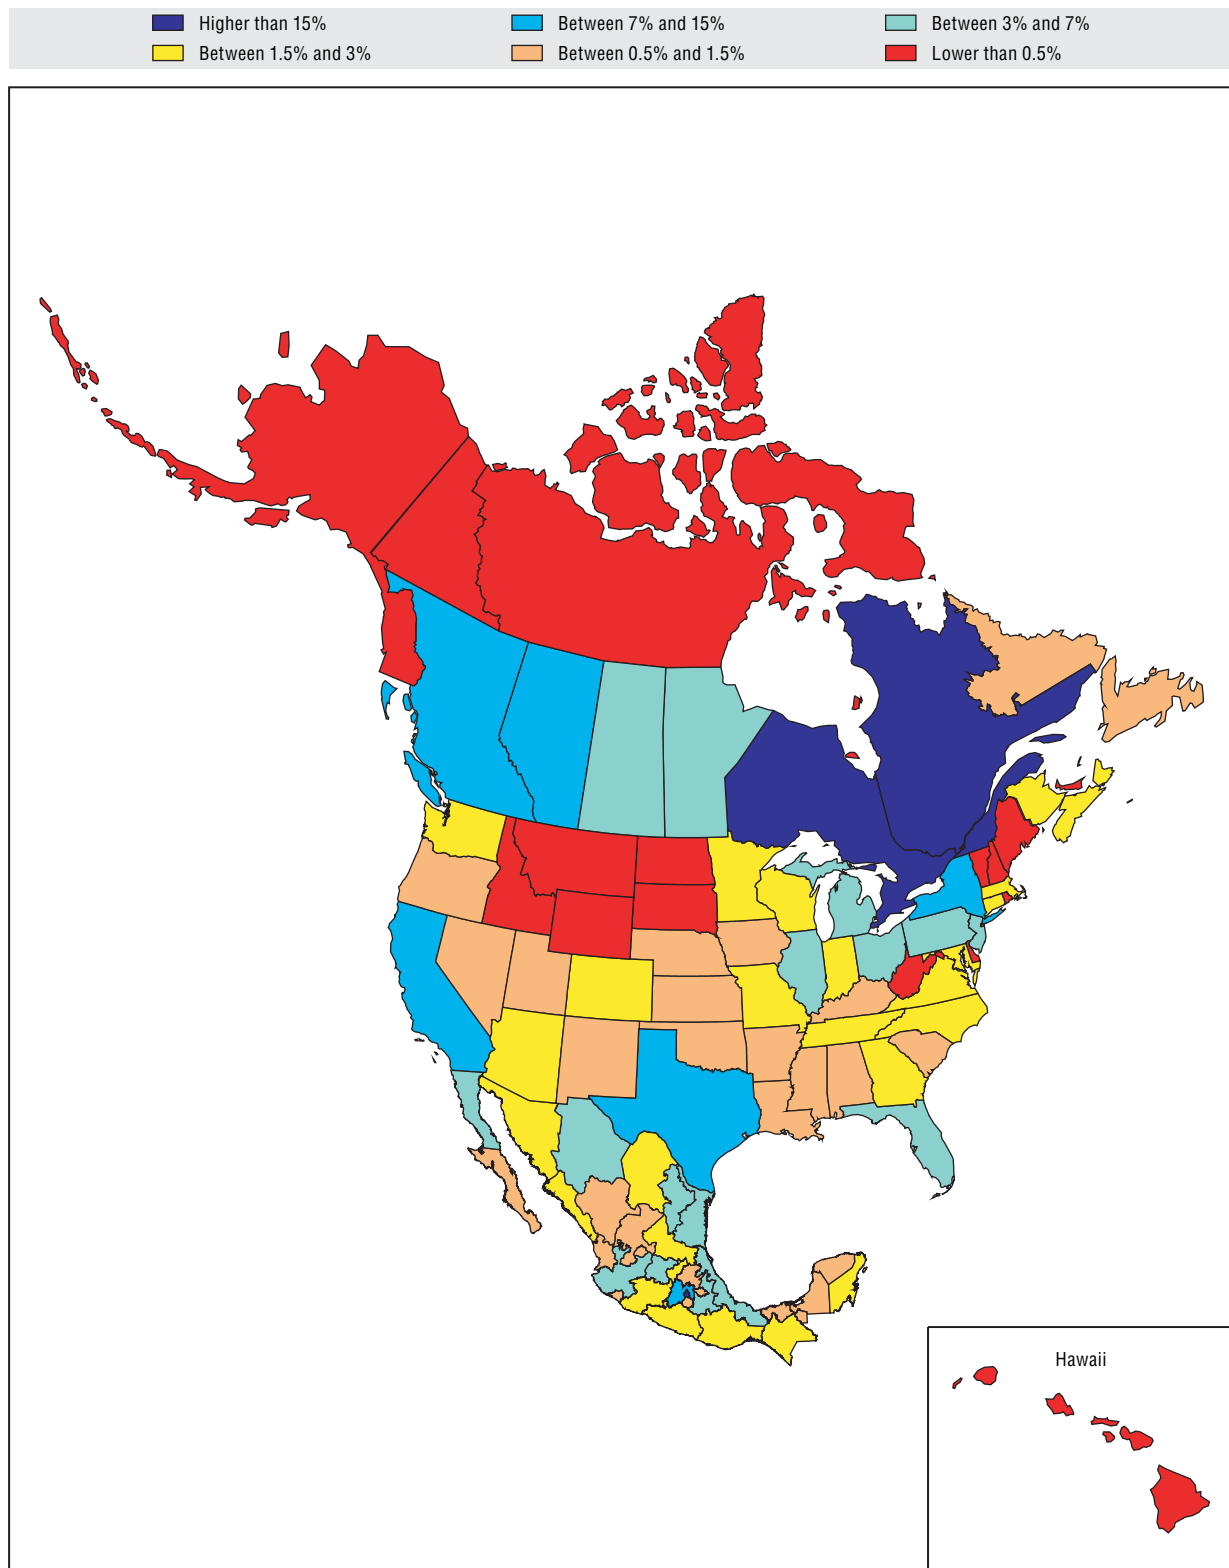 Higher than 15% Between 7% and 15% Between 3% and 7%
Between 1.5% and 3% Between 0.5% and 1.5% Lower than 0.5%
Hawaii